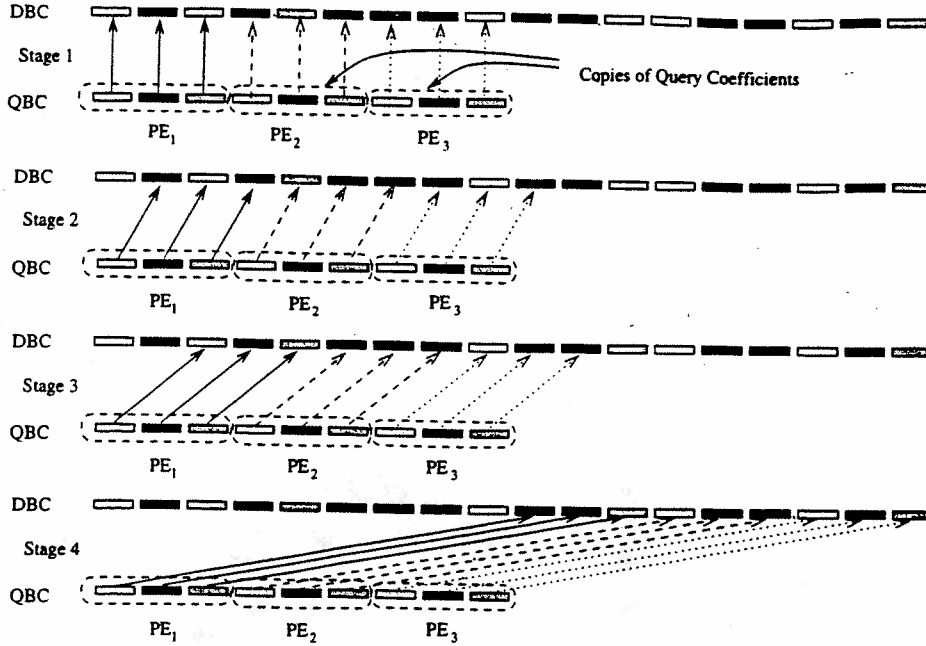 DBC
Stage 1
Copies of Query Coefficients
QBC
PE1 PE2 PE3
DBC
Stage 2
QBC
PE1 PE2 PE3
DBC
Stage 3
QBC
PE1 PE2 PE3
DBC
Stage 4
QBC
PE1 PE2 PE3